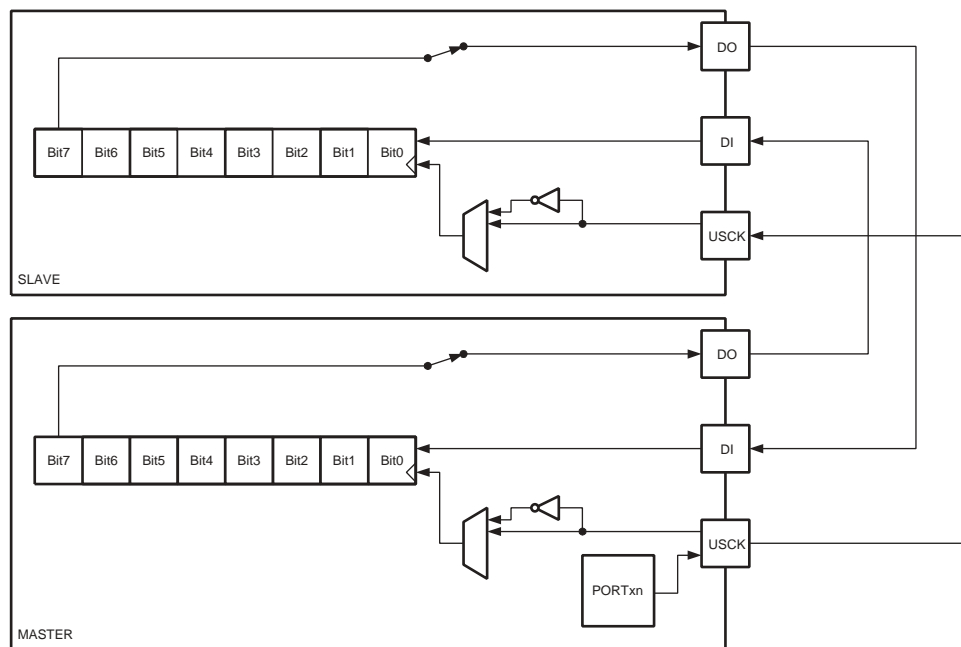 DO
Bit7 Bit6 Bit5 Bit4 Bit3 Bit2 Bit1 Bit0
DI
USCK
SLAVE
DO
Bit7 Bit6 Bit5 Bit4 Bit3 Bit2 Bit1 Bit0
DI
USCK
PORTxn
MASTER